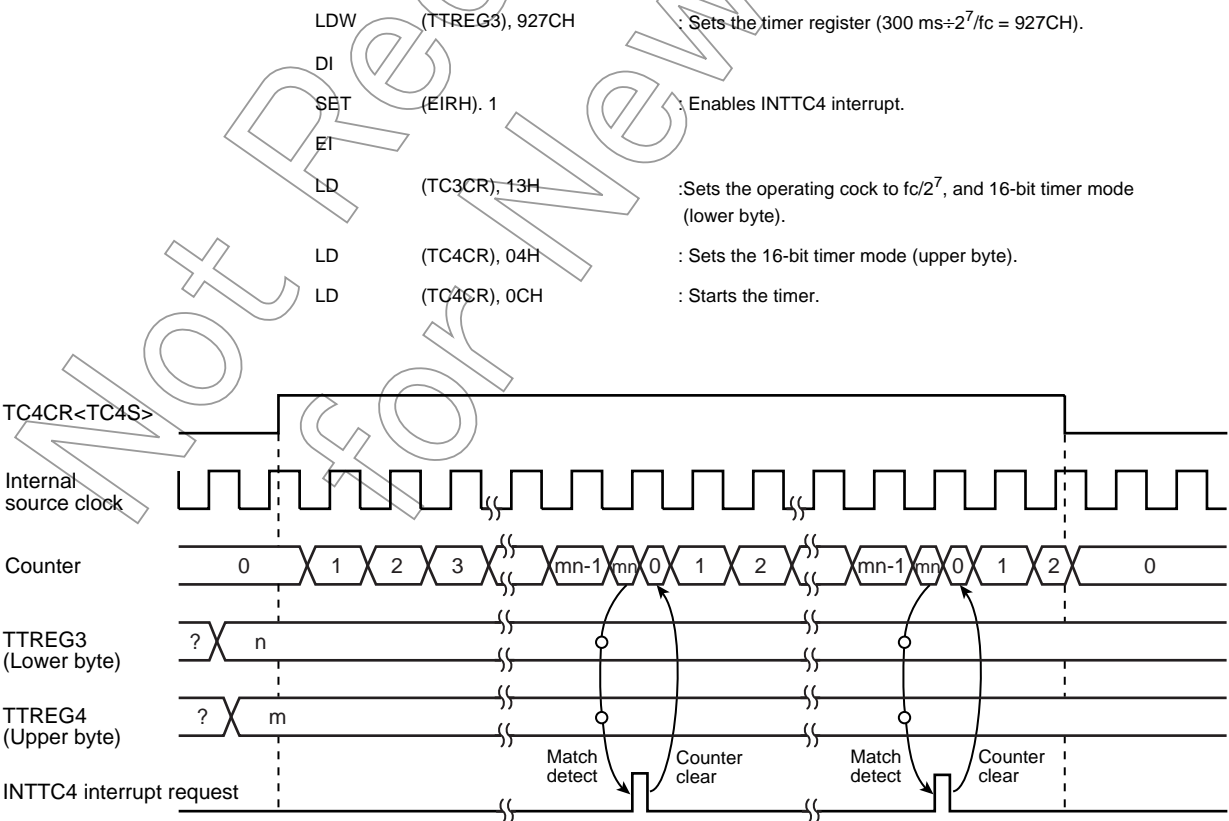 LDW (TTREG3), 927CH : Sets the timer register (300 ms÷2⁷/fc = 927CH).
DI
SET (EIRH). 1 : Enables INTTC4 interrupt.
EI
LD (TC3CR), 13H :Sets the operating cock to fc/2⁷, and 16-bit timer mode
(lower byte).
LD (TC4CR), 04H : Sets the 16-bit timer mode (upper byte).
LD (TC4CR), 0CH : Starts the timer.
TC4CR<TC4S>
Internal
source clock
Counter 0 1 2 3 mn-1 mn 0 1 2 mn-1 mn 0 1 2 0
TTREG3 ? n
(Lower byte)
TTREG4 ? m
(Upper byte)
Match Counter Match Counter
detect clear detect clear
INTTC4 interrupt request
Not Rec
for New